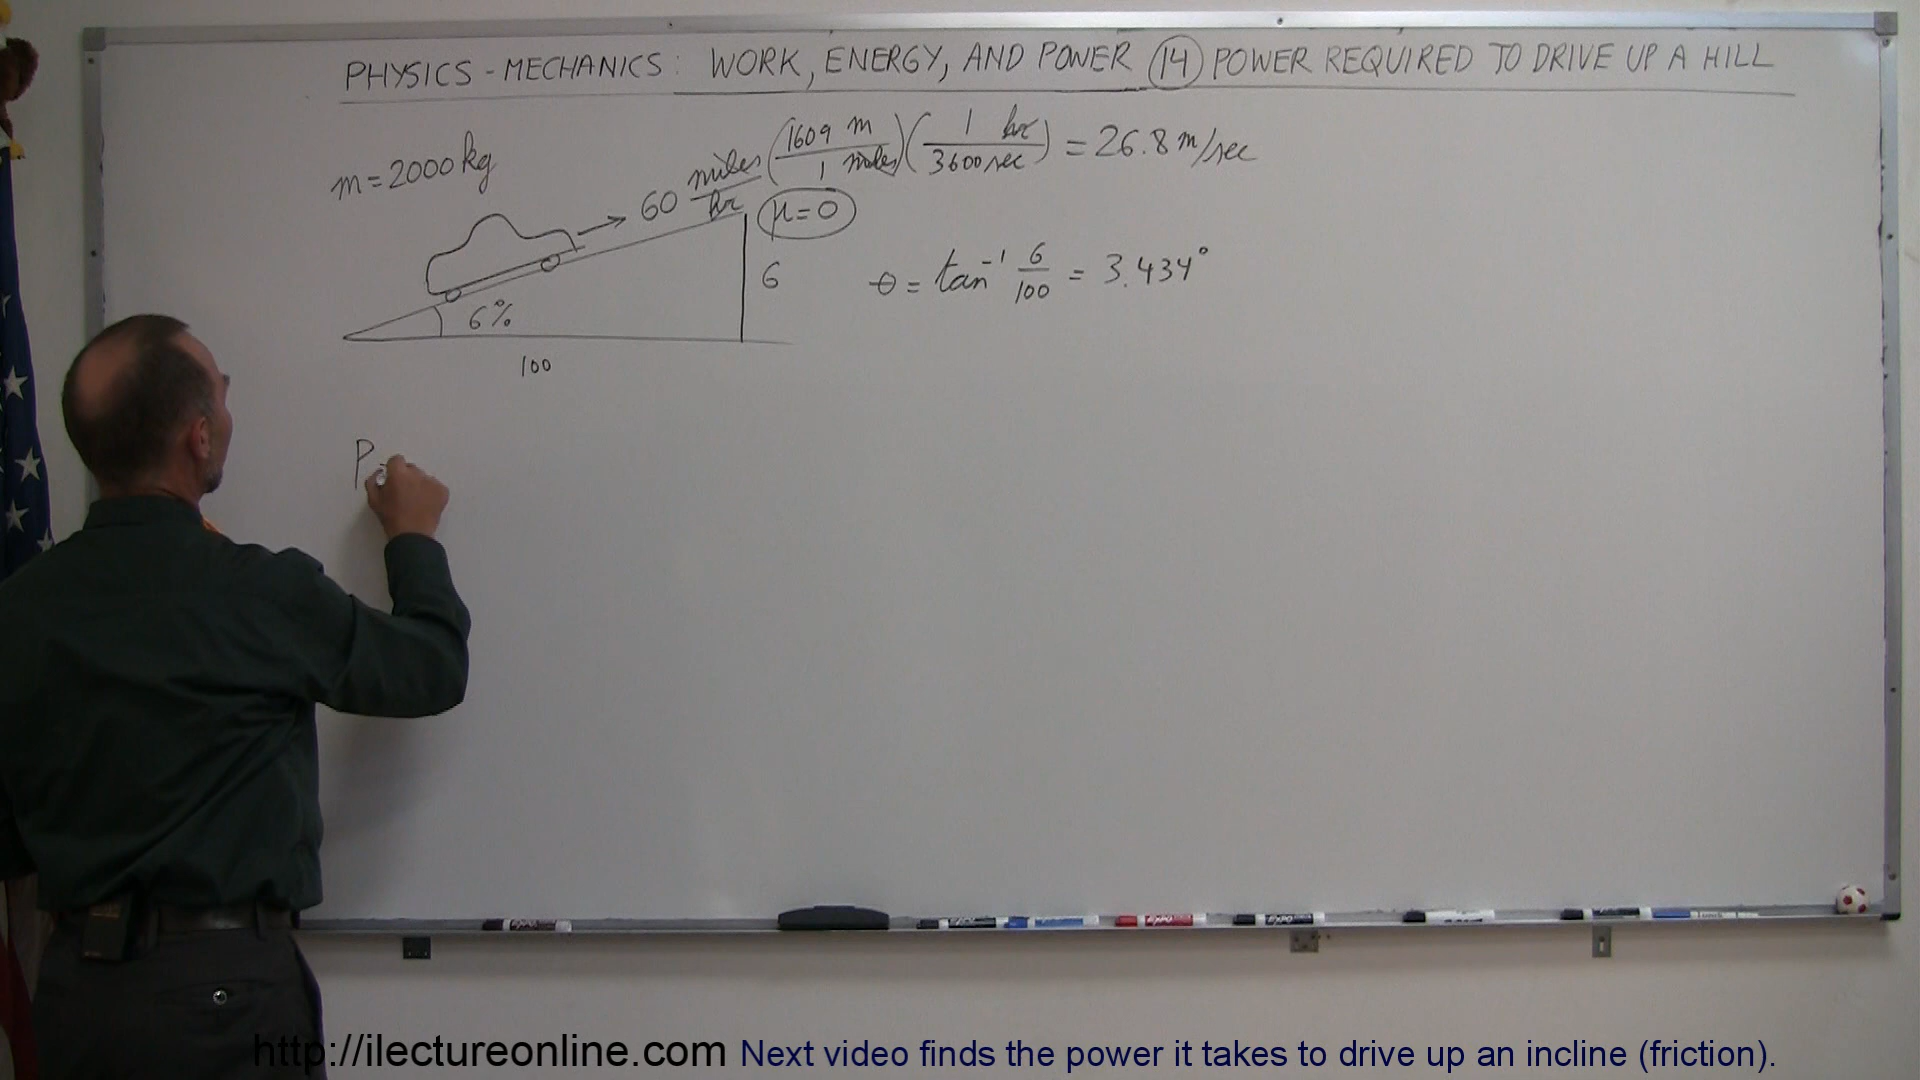 PHYSICS - MECHANICS: WORK, ENERGY, AND POWER (14) POWER REQUIRED TO DRIVE UP A HILL
m = 2000 kg
60 miles/hr (1609 m / 1 miles)(1 hr / 3600 sec) = 26.8 m/sec
μ = 0
6%
6
100
θ = tan⁻¹ 6/100 = 3.434°
P =
http://ilectureonline.com Next video finds the power it takes to drive up an incline (friction).